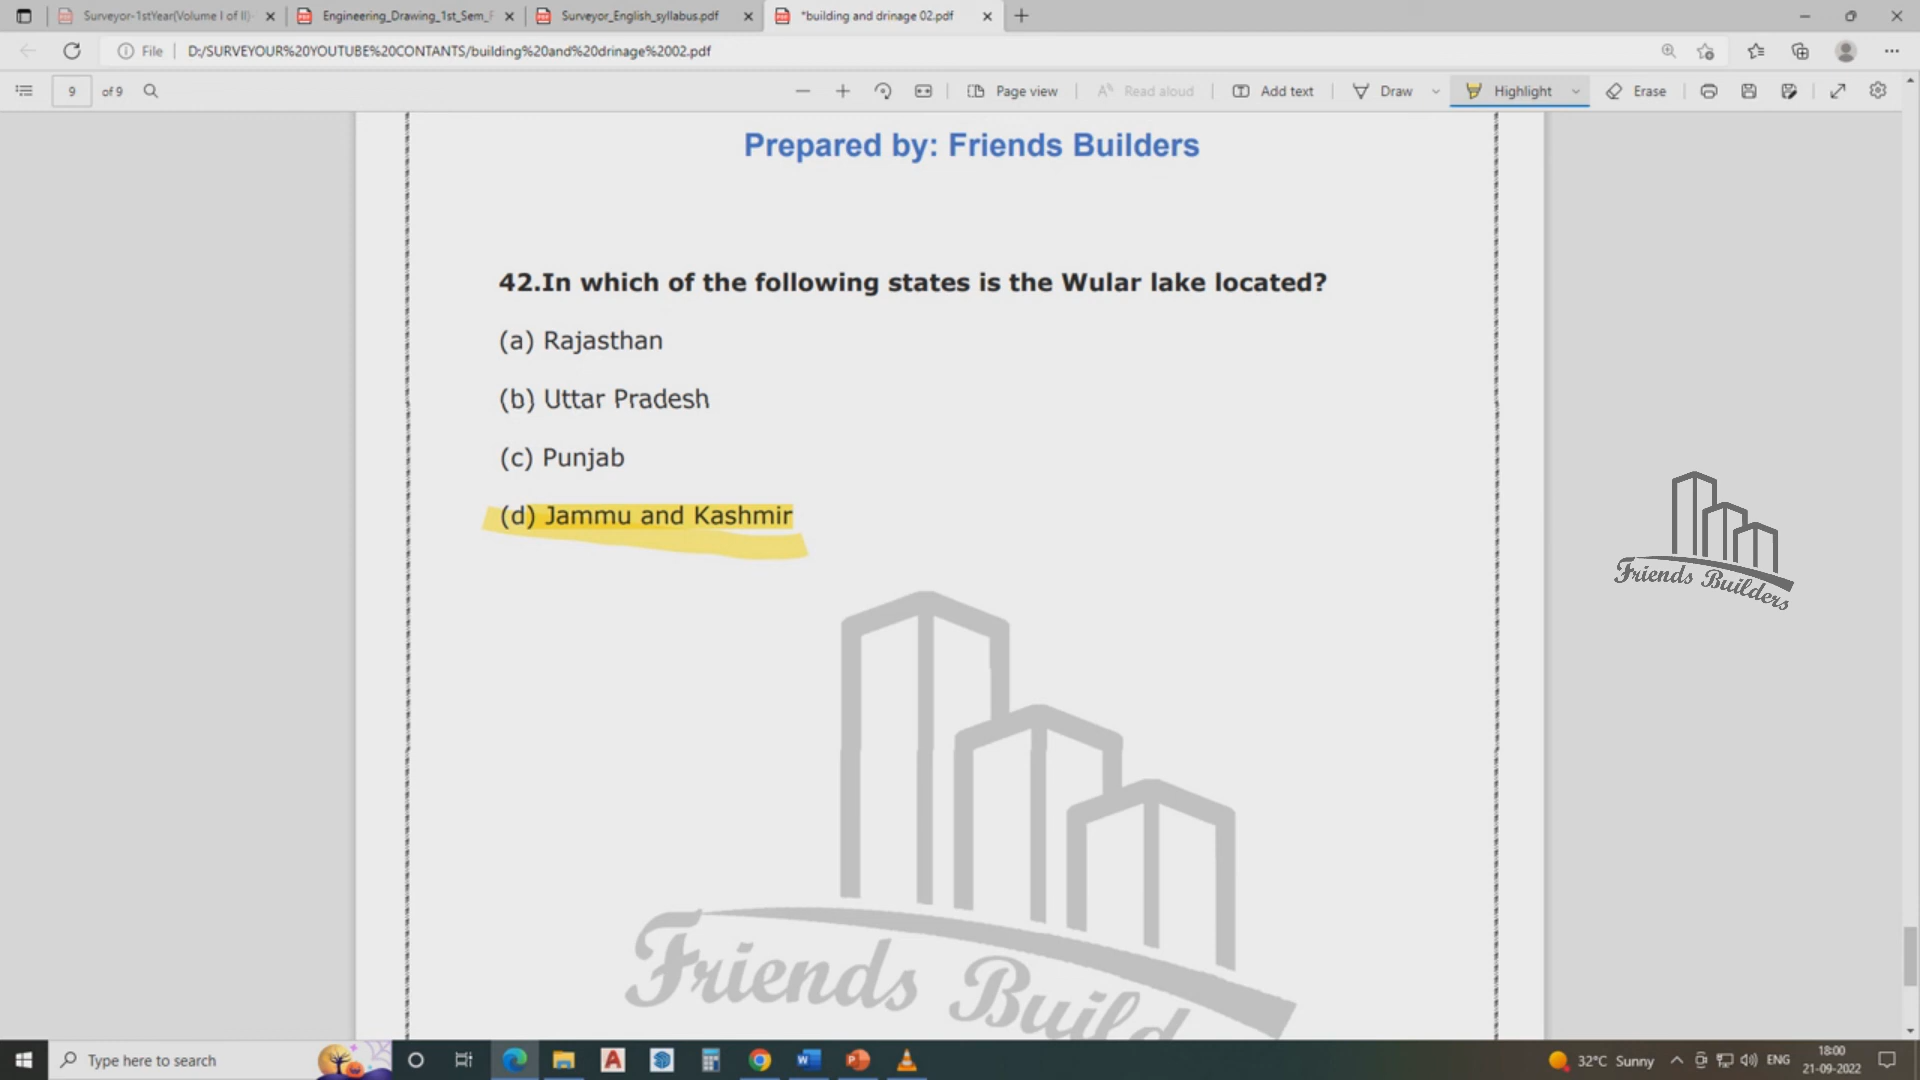 Surveyor-1stYear(Volume I of II)-
Engineering_Drawing_1st_Sem_F
Surveyor_English_syllabus.pdf
*building and drinage 02.pdf
File
D:/SURVEYOUR%20YOUTUBE%20CONTANTS/building%20and%20drinage%2002.pdf
9
of 9
Page view
Read aloud
Add text
Draw
Highlight
Erase
Prepared by: Friends Builders
42.In which of the following states is the Wular lake located?
(a) Rajasthan
(b) Uttar Pradesh
(c) Punjab
(d) Jammu and Kashmir
Friends Builders
Friends Build
Type here to search
32°C Sunny
ENG
18:00
21-09-2022